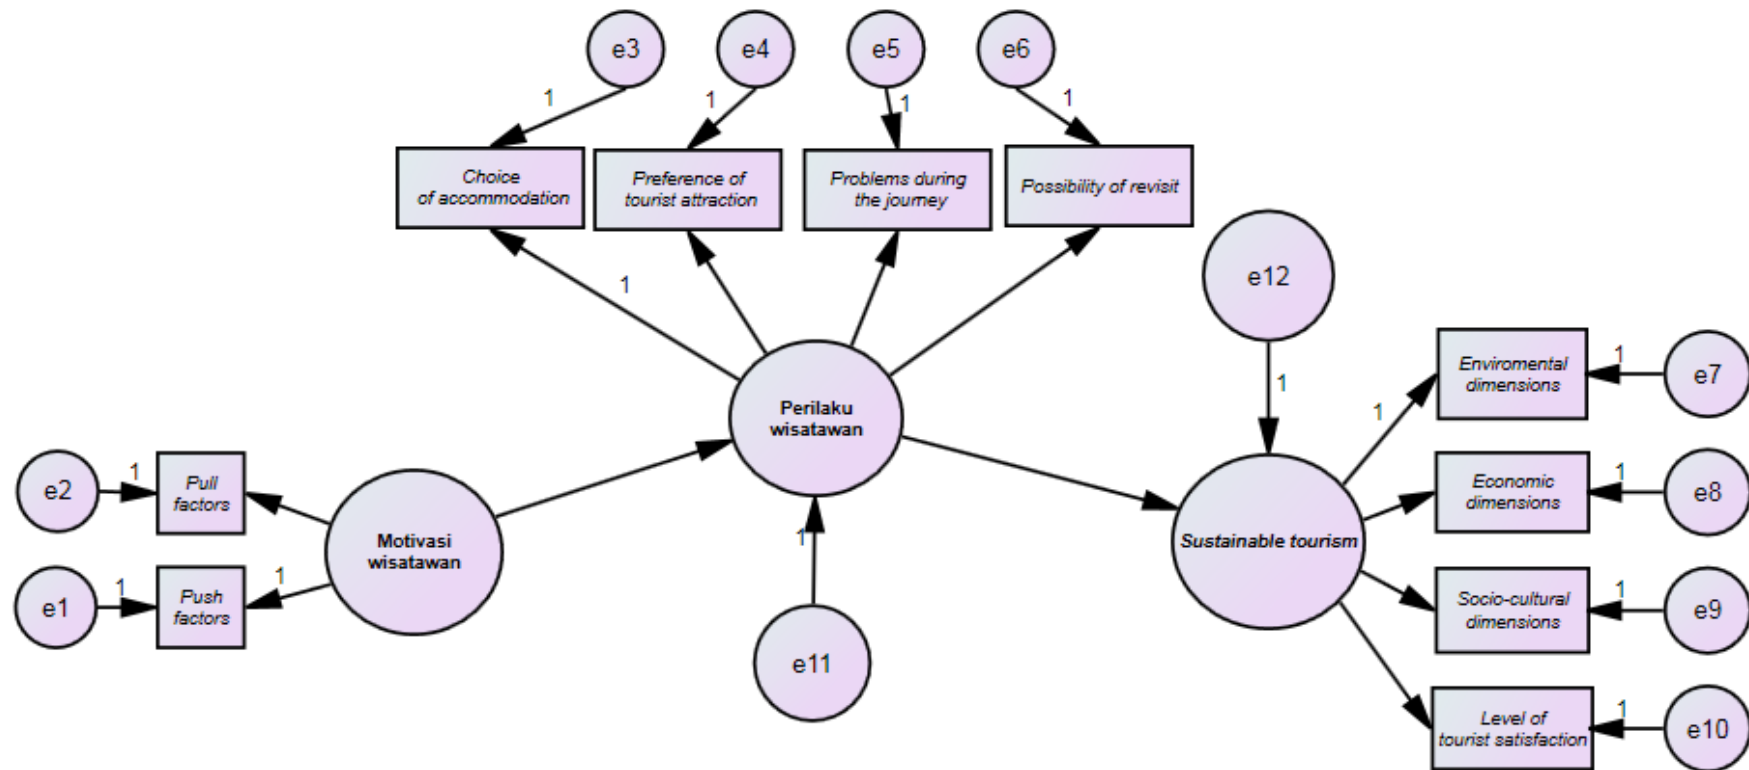 e3
e4
e5
e6
1
1
1
1
Choice
of accommodation
Preference of
tourist attraction
Problems during
the journey
Possibility of revisit
1
e12
1
Perilaku
wisatawan
1
e11
e2
1
Pull
factors
e1
1
Push
factors
1
Motivasi
wisatawan
Sustainable tourism
1
Enviromental
dimensions
1
e7
Economic
dimensions
1
e8
Socio-cultural
dimensions
1
e9
Level of
tourist satisfaction
1
e10